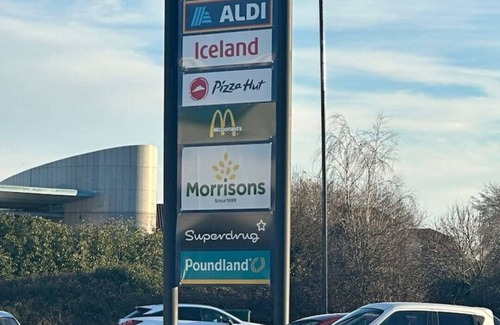 ALDI
Iceland
Pizza Hut
McDonald's
Morrisons
Since 1899
Superdrug
Poundland